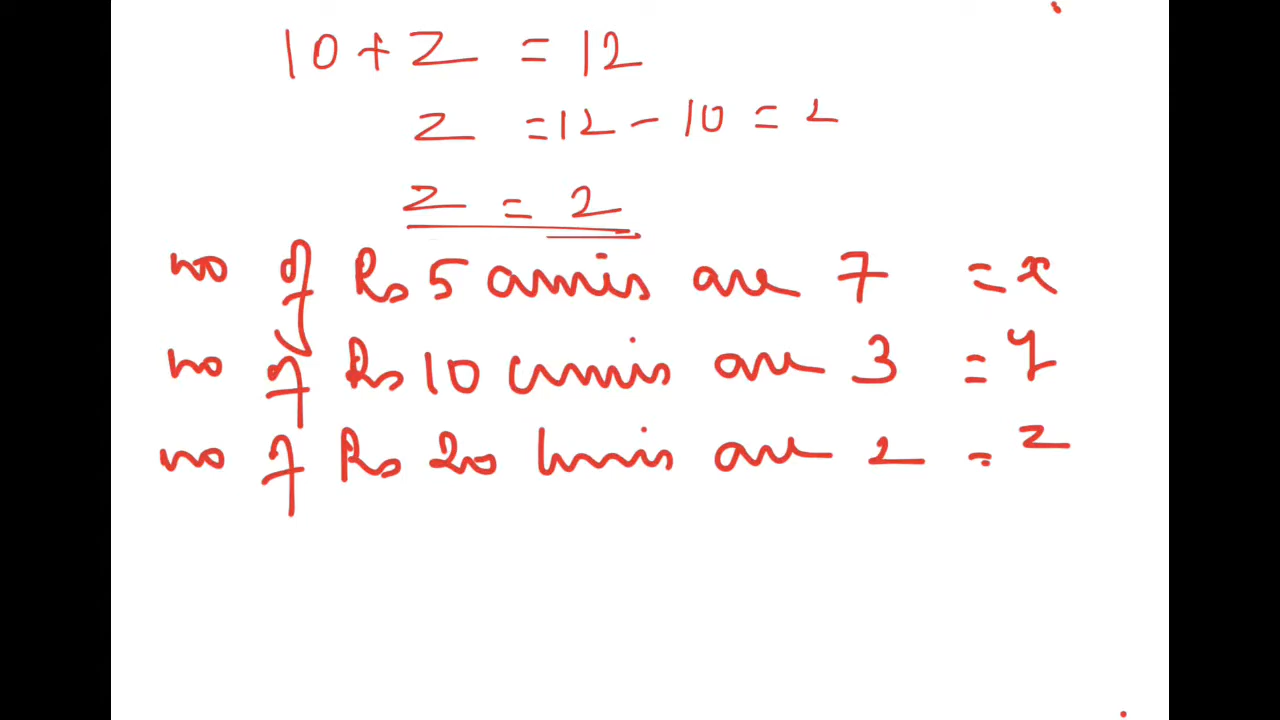 10 + z = 12
z = 12 - 10 = 2
z = 2
no of Rs 5 coins are 7 = x
no of Rs 10 coins are 3 = y
no of Rs 20 coins are 2 = z